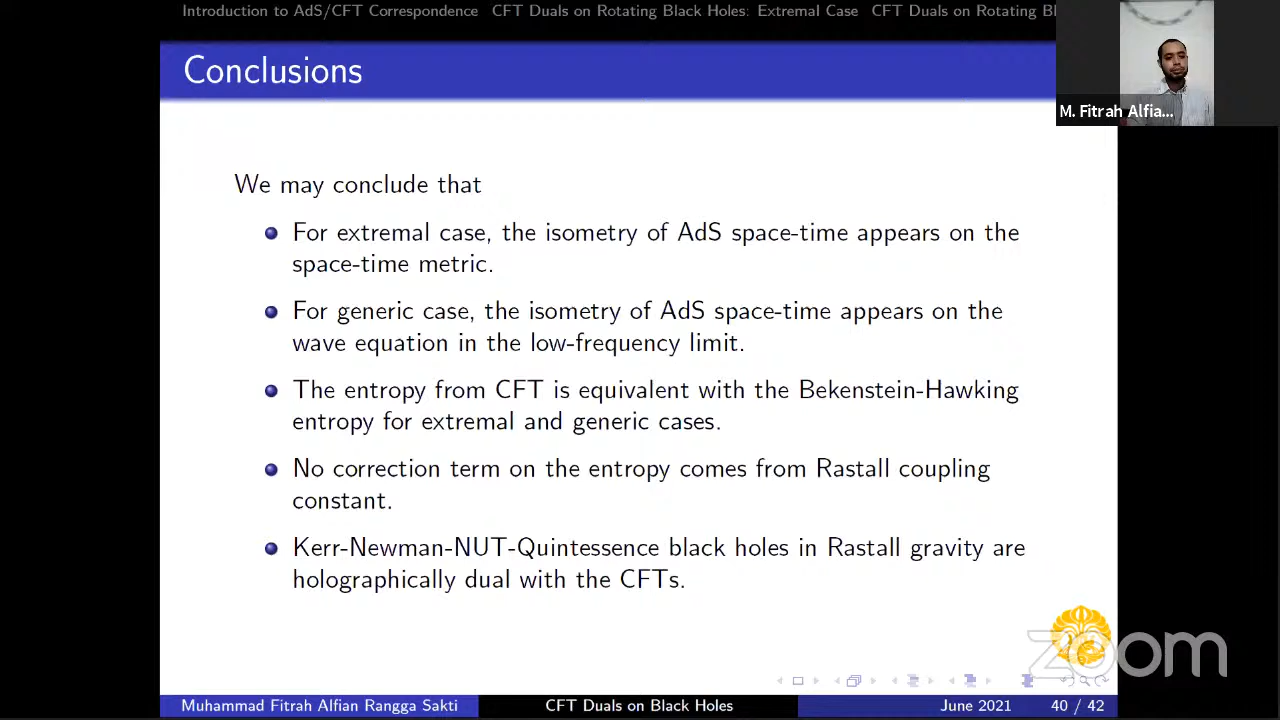 Introduction to AdS/CFT Correspondence CFT Duals on Rotating Black Holes: Extremal Case CFT Duals on Rotating Bl
Conclusions
M. Fitrah Alfia...
We may conclude that
For extremal case, the isometry of AdS space-time appears on the
space-time metric.
For generic case, the isometry of AdS space-time appears on the
wave equation in the low-frequency limit.
The entropy from CFT is equivalent with the Bekenstein-Hawking
entropy for extremal and generic cases.
No correction term on the entropy comes from Rastall coupling
constant.
Kerr-Newman-NUT-Quintessence black holes in Rastall gravity are
holographically dual with the CFTs.
zoom
Muhammad Fitrah Alfian Rangga Sakti CFT Duals on Black Holes June 2021 40 / 42